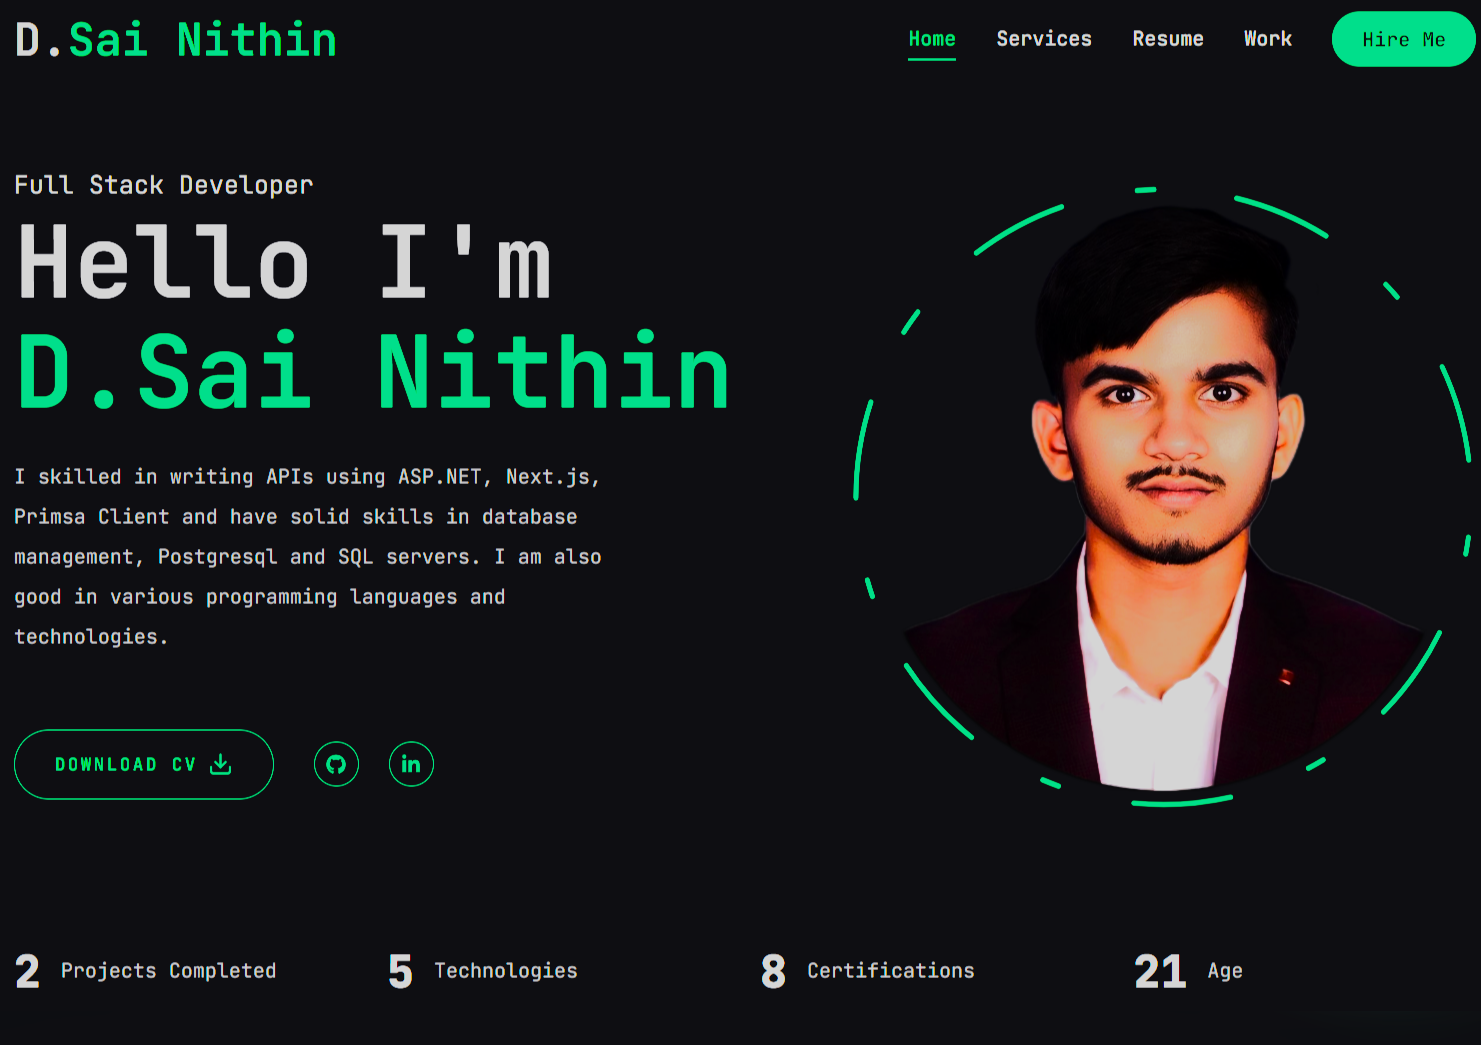 D.Sai Nithin
Home Services Resume Work Hire Me
Full Stack Developer
Hello I'm
D.Sai Nithin
I skilled in writing APIs using ASP.NET, Next.js,
Primsa Client and have solid skills in database
management, Postgresql and SQL servers. I am also
good in various programming languages and
technologies.
DOWNLOAD CV
in
2 Projects Completed
5 Technologies
8 Certifications
21 Age